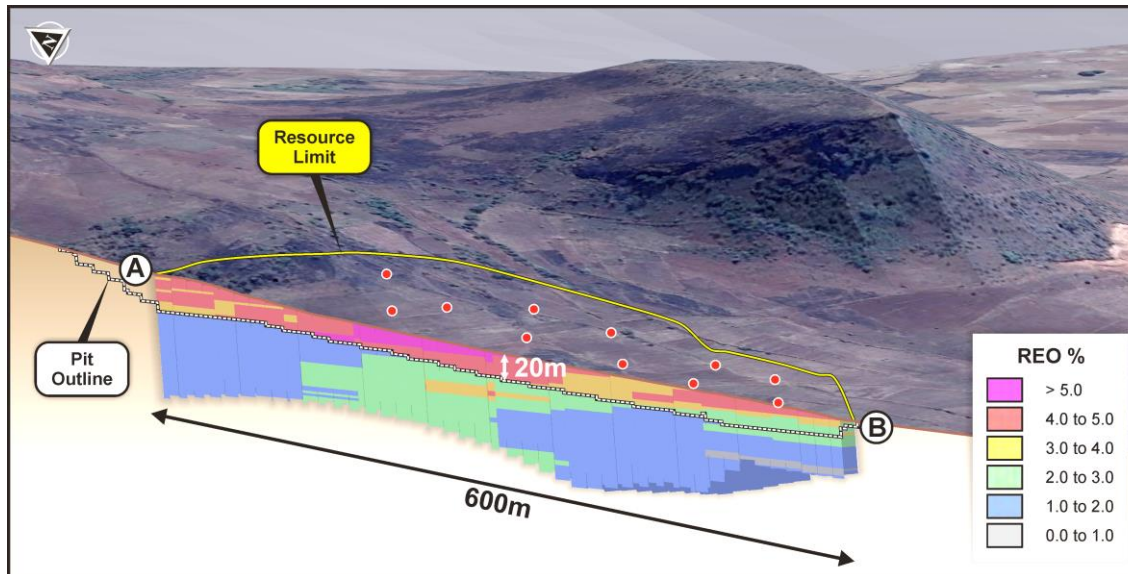 N
Resource
Limit
A
Pit
Outline
20m
B
600m
REO %
> 5.0
4.0 to 5.0
3.0 to 4.0
2.0 to 3.0
1.0 to 2.0
0.0 to 1.0